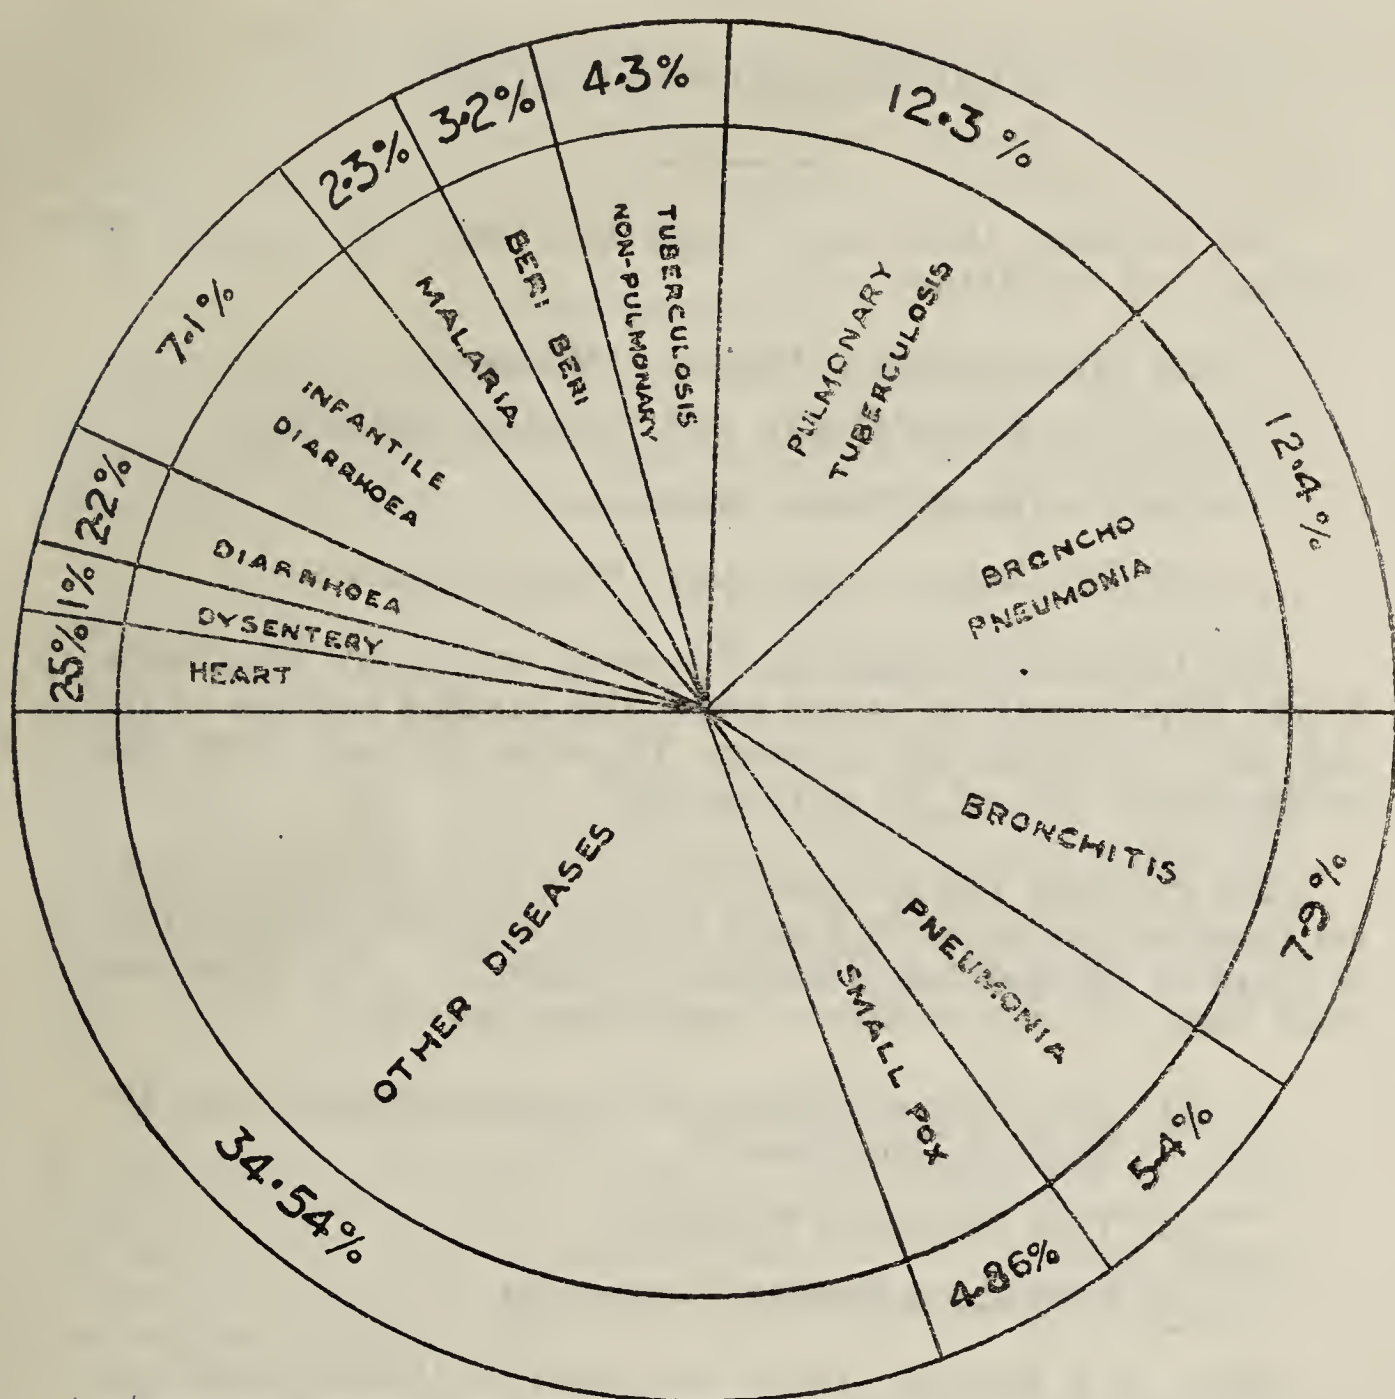 4.3%
TUBERCULOSIS
NON-PULMONARY
12.3%
PULMONARY
TUBERCULOSIS
12.4%
BRONCHO
PNEUMONIA
7.9%
BRONCHITIS
5.4%
PNEUMONIA
4.86%
SMALL POX
34.54%
OTHER DISEASES
2.5%
HEART
1%
DYSENTERY
2.2%
DIARRHOEA
7.1%
INFANTILE
DIARRHOEA
2.3%
MALARIA
3.2%
BERI BERI